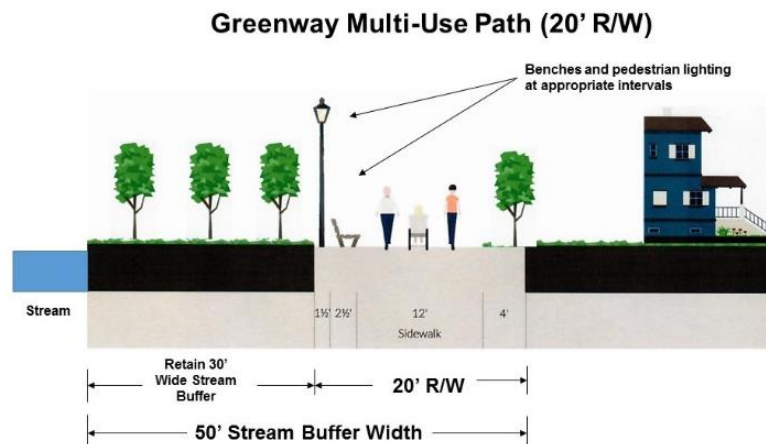 Greenway Multi-Use Path (20' R/W)
Benches and pedestrian lighting
at appropriate intervals
Stream
1½' 2½' 12' 4'
Sidewalk
Retain 30'
Wide Stream
Buffer
20' R/W
50' Stream Buffer Width